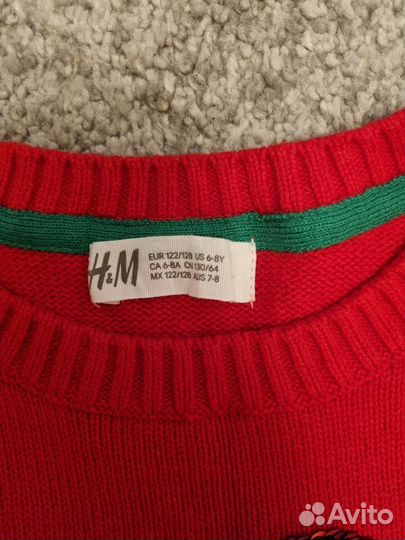 H&M
EUR 122/128 US 6-8Y
CA 6-8A CN 130/64
MX 122/128 AUS 7-8
Avito